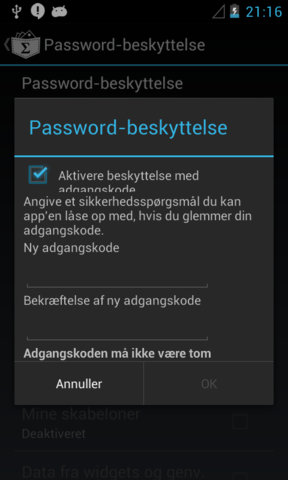 21:16
Password-beskyttelse
Password-beskyttelse
Password-beskyttelse
Aktivere beskyttelse med
adgangskode
Angive et sikkerhedsspørgsmål du kan
app'en låse op med, hvis du glemmer din
adgangskode.
Ny adgangskode
Bekræftelse af ny adgangskode
Adgangskoden må ikke være tom
Annuller
OK
Mine skabeloner
Deaktiveret
Data fra widgets og genv